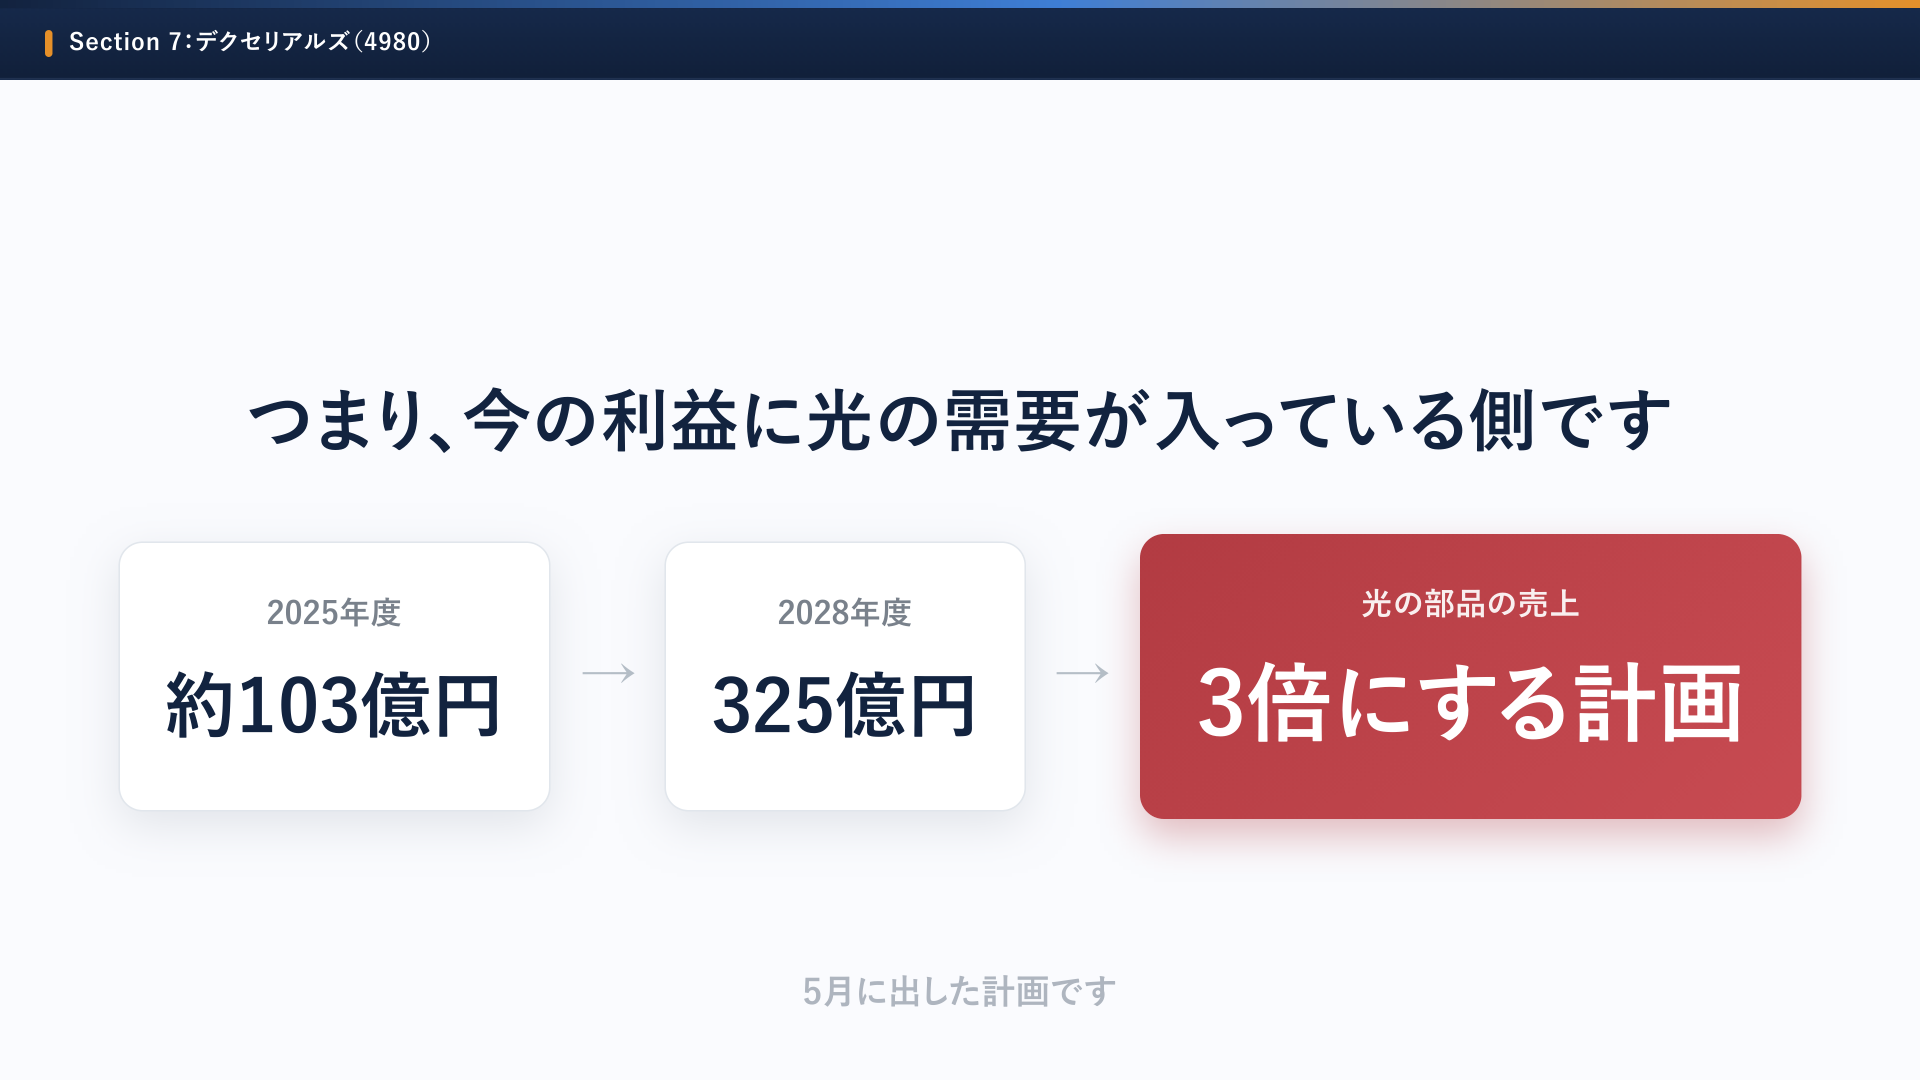 Section 7：デクセリアルズ（4980）
つまり、今の利益に光の需要が入っている側です
2025年度
約103億円
→
2028年度
325億円
→
光の部品の売上
3倍にする計画
5月に出した計画です